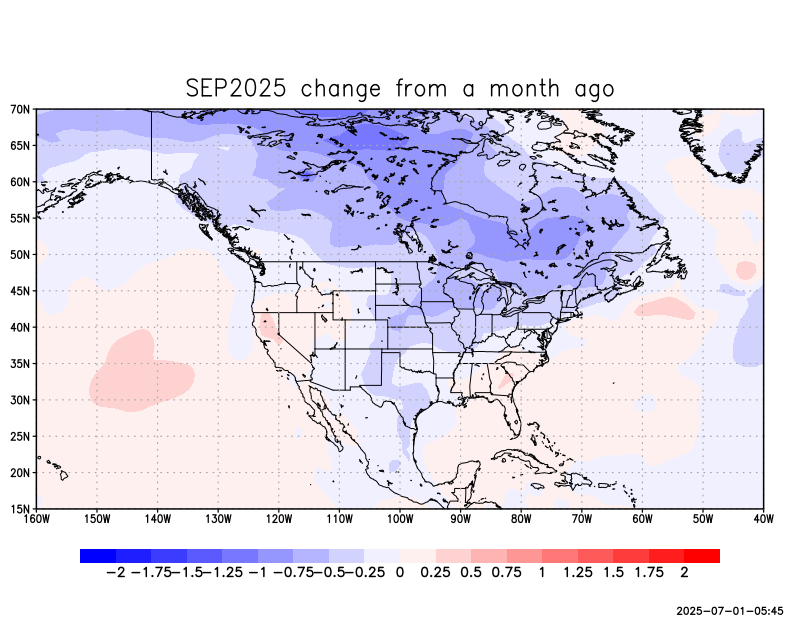 SEP2025 change from a month ago
70N
65N
60N
55N
50N
45N
40N
35N
30N
25N
20N
15N
160W 150W 140W 130W 120W 110W 100W 90W 80W 70W 60W 50W 40W
−2 −1.75 −1.5 −1.25 −1 −0.75 −0.5 −0.25 0 0.25 0.5 0.75 1 1.25 1.5 1.75 2
2025-07-01-05:45